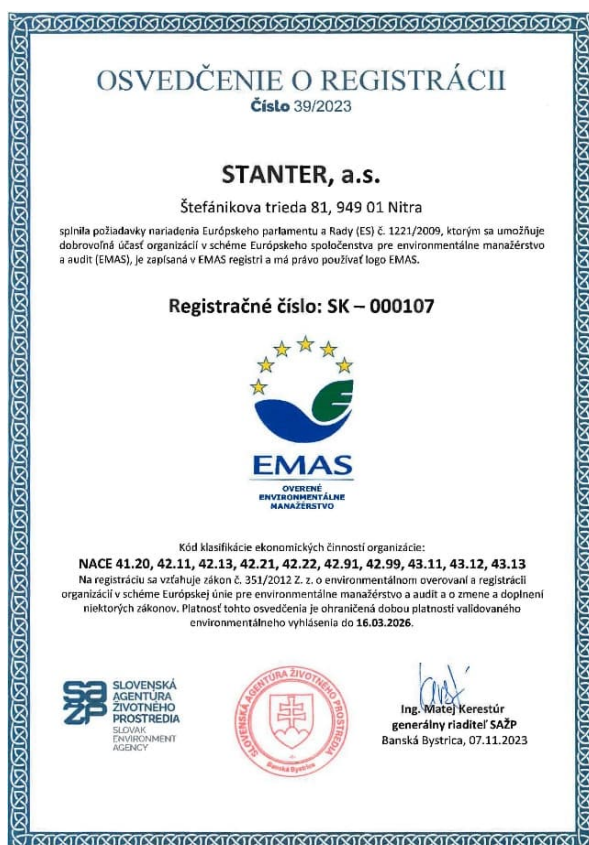 OSVEDČENIE O REGISTRÁCII
Číslo 39/2023
STANTER, a.s.
Štefánikova trieda 81, 949 01 Nitra
splnila požiadavky nariadenia Európskeho parlamentu a Rady (ES) č. 1221/2009, ktorým sa umožňuje
dobrovoľná účasť organizácií v schéme Európskeho spoločenstva pre environmentálne manažérstvo
a audit (EMAS), je zapísaná v EMAS registri a má právo používať logo EMAS.
Registračné číslo: SK – 000107
EMAS
OVERENÉ
ENVIRONMENTÁLNE
MANAŽÉRSTVO
Kód klasifikácie ekonomických činností organizácie:
NACE 41.20, 42.11, 42.13, 42.21, 42.22, 42.91, 42.99, 43.11, 43.12, 43.13
Na registráciu sa vzťahuje zákon č. 351/2012 Z. z. o environmentálnom overovaní a registrácii
organizácií v schéme Európskej únie pre environmentálne manažérstvo a audit a o zmene a doplnení
niektorých zákonov. Platnosť tohto osvedčenia je ohraničená dobou platnosti validovaného
environmentálneho vyhlásenia do 16.03.2026.
SAŽP
SLOVENSKÁ
AGENTÚRA
ŽIVOTNÉHO
PROSTREDIA
SLOVAK
ENVIRONMENT
AGENCY
SLOVENSKÁ AGENTÚRA ŽIVOTNÉHO PROSTREDIA
Banská Bystrica
Ing. Matej Kerestúr
generálny riaditeľ SAŽP
Banská Bystrica, 07.11.2023